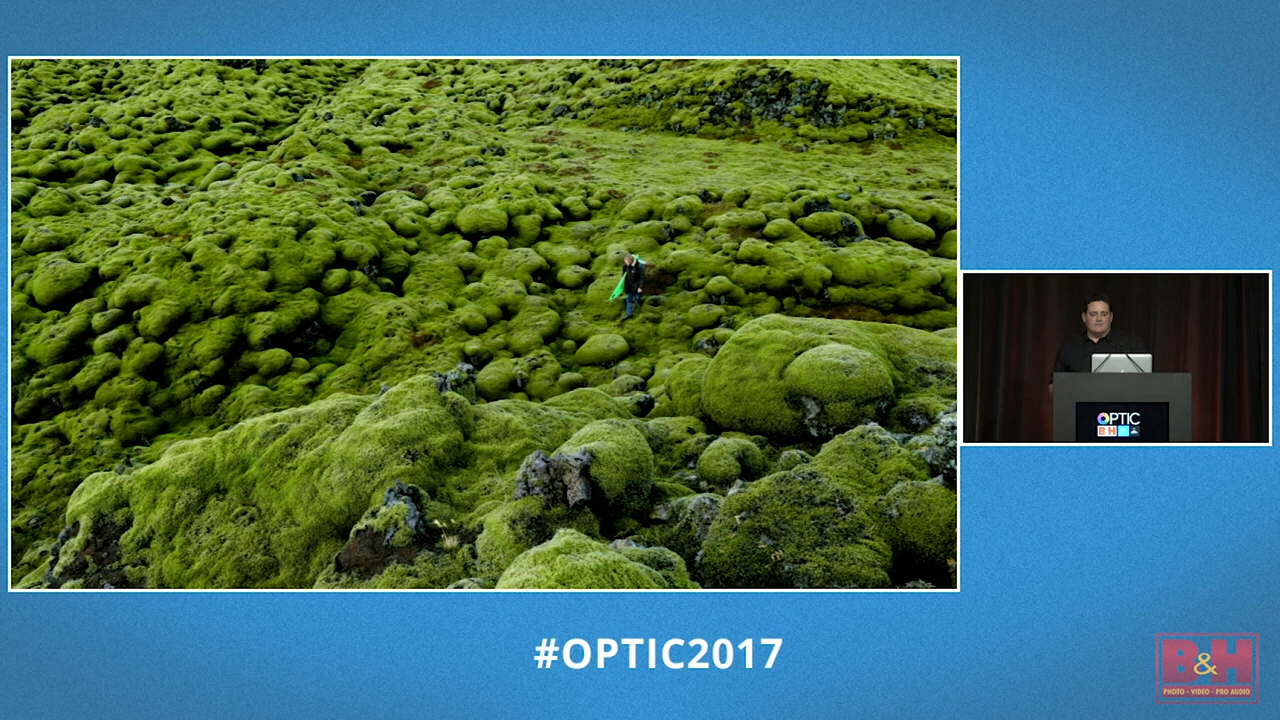 OPTIC
B H
#OPTIC2017
B&H
PHOTO - VIDEO - PRO AUDIO